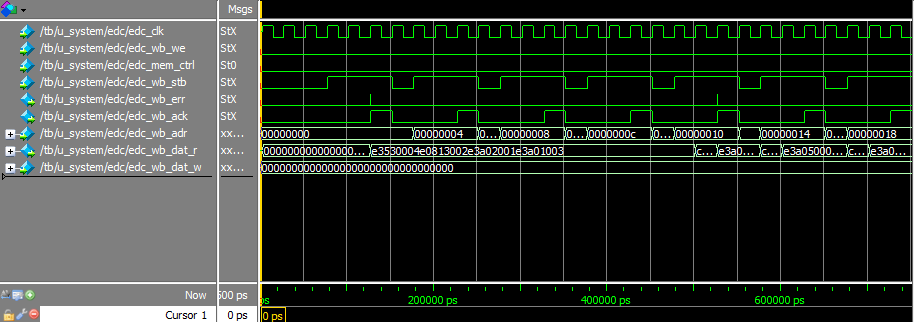 Msgs
/tb/u_system/edc/edc_clk StX
/tb/u_system/edc/edc_wb_we StX
/tb/u_system/edc/edc_mem_ctrl St0
/tb/u_system/edc/edc_wb_stb StX
/tb/u_system/edc/edc_wb_err StX
/tb/u_system/edc/edc_wb_ack StX
/tb/u_system/edc/edc_wb_adr xx... 00000000 00000004 0... 00000008 0... 0000000c 0... 00000010 00000014 0... 00000018
/tb/u_system/edc/edc_wb_dat_r xx... 0000000000000000... e3530004e0813002e3a02001e3a01003 c... e3a0... c... e3a05000... c... e3a0...
/tb/u_system/edc/edc_wb_dat_w xx... 00000000000000000000000000000000
Now 500 ps ps 200000 ps 400000 ps 600000 ps
Cursor 1 0 ps 0 ps